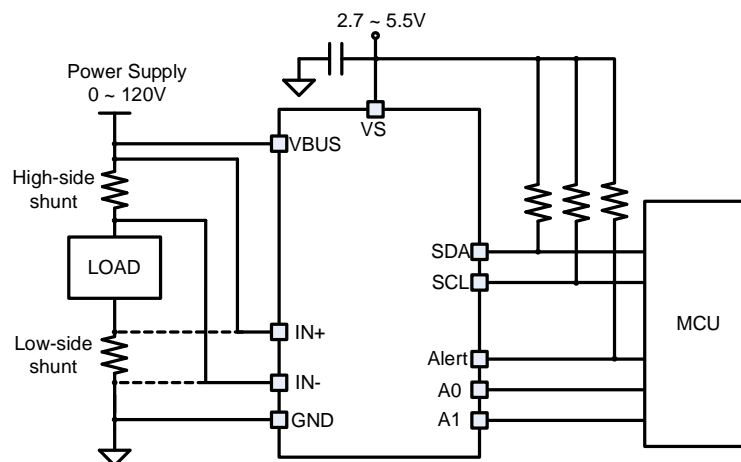 2.7 ~ 5.5V
Power Supply
0 ~ 120V
VS
VBUS
High-side
shunt
LOAD
SDA
SCL
MCU
IN+
Low-side
shunt
Alert
IN-
A0
GND
A1